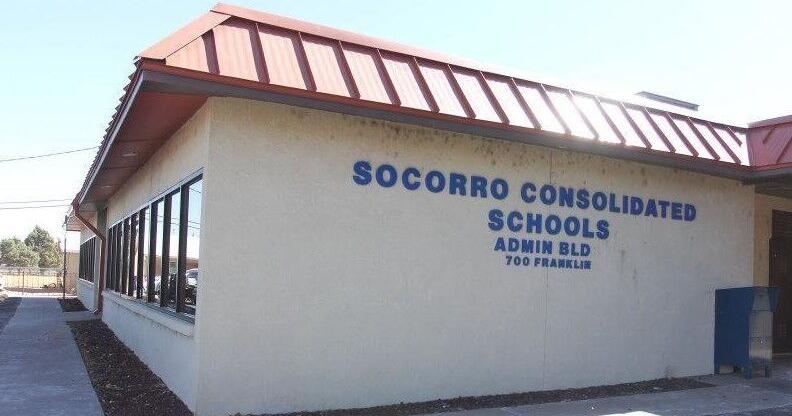 SOCORRO CONSOLIDATED
SCHOOLS
ADMIN BLD
700 FRANKLIN